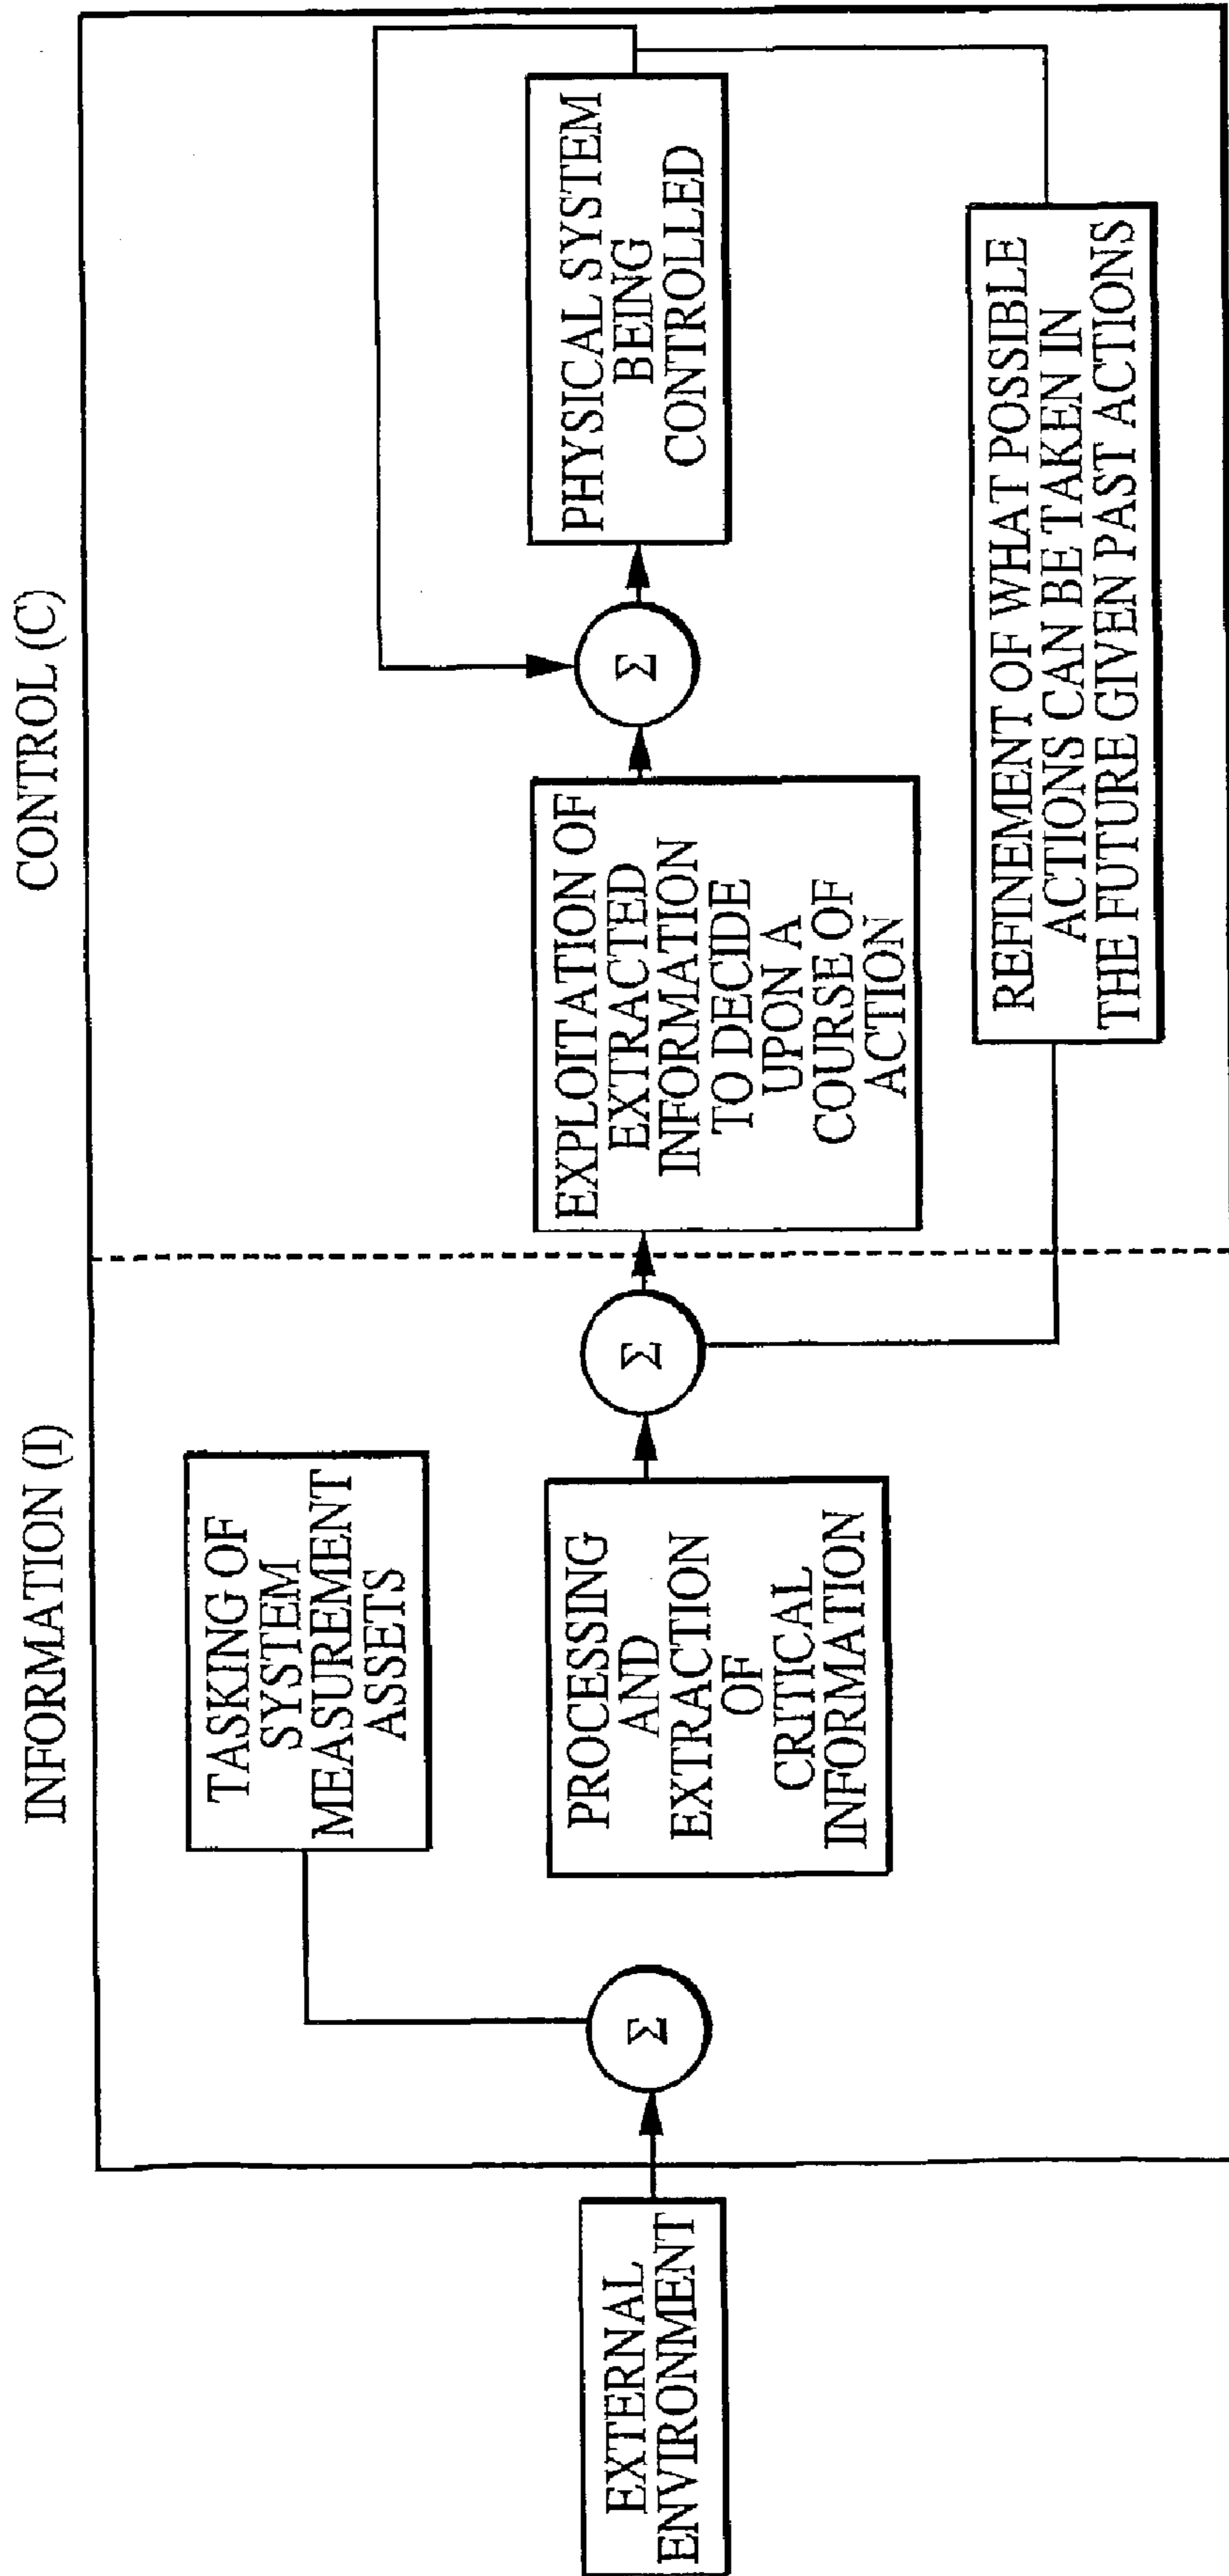 INFORMATION (I)
CONTROL (C)
EXTERNAL
ENVIRONMENT
Σ
TASKING OF
SYSTEM
MEASUREMENT
ASSETS
PROCESSING
AND
EXTRACTION
OF
CRITICAL
INFORMATION
Σ
EXPLOITATION OF
EXTRACTED
INFORMATION
TO DECIDE
UPON A
COURSE OF
ACTION
Σ
PHYSICAL SYSTEM
BEING
CONTROLLED
REFINEMENT OF WHAT POSSIBLE
ACTIONS CAN BE TAKEN IN
THE FUTURE GIVEN PAST ACTIONS